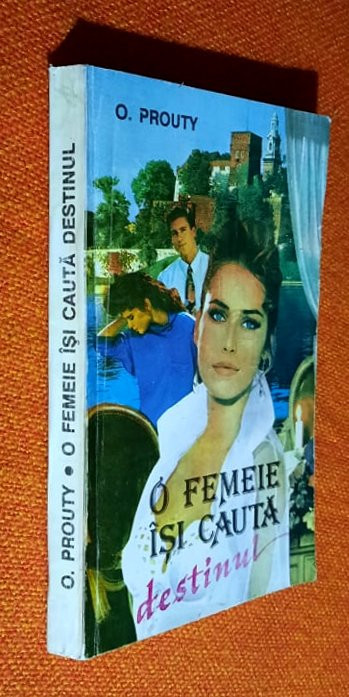 O. PROUTY
O FEMEIE
ÎȘI CAUTĂ
destinul
O. PROUTY ● O FEMEIE ÎȘI CAUTĂ DESTINUL